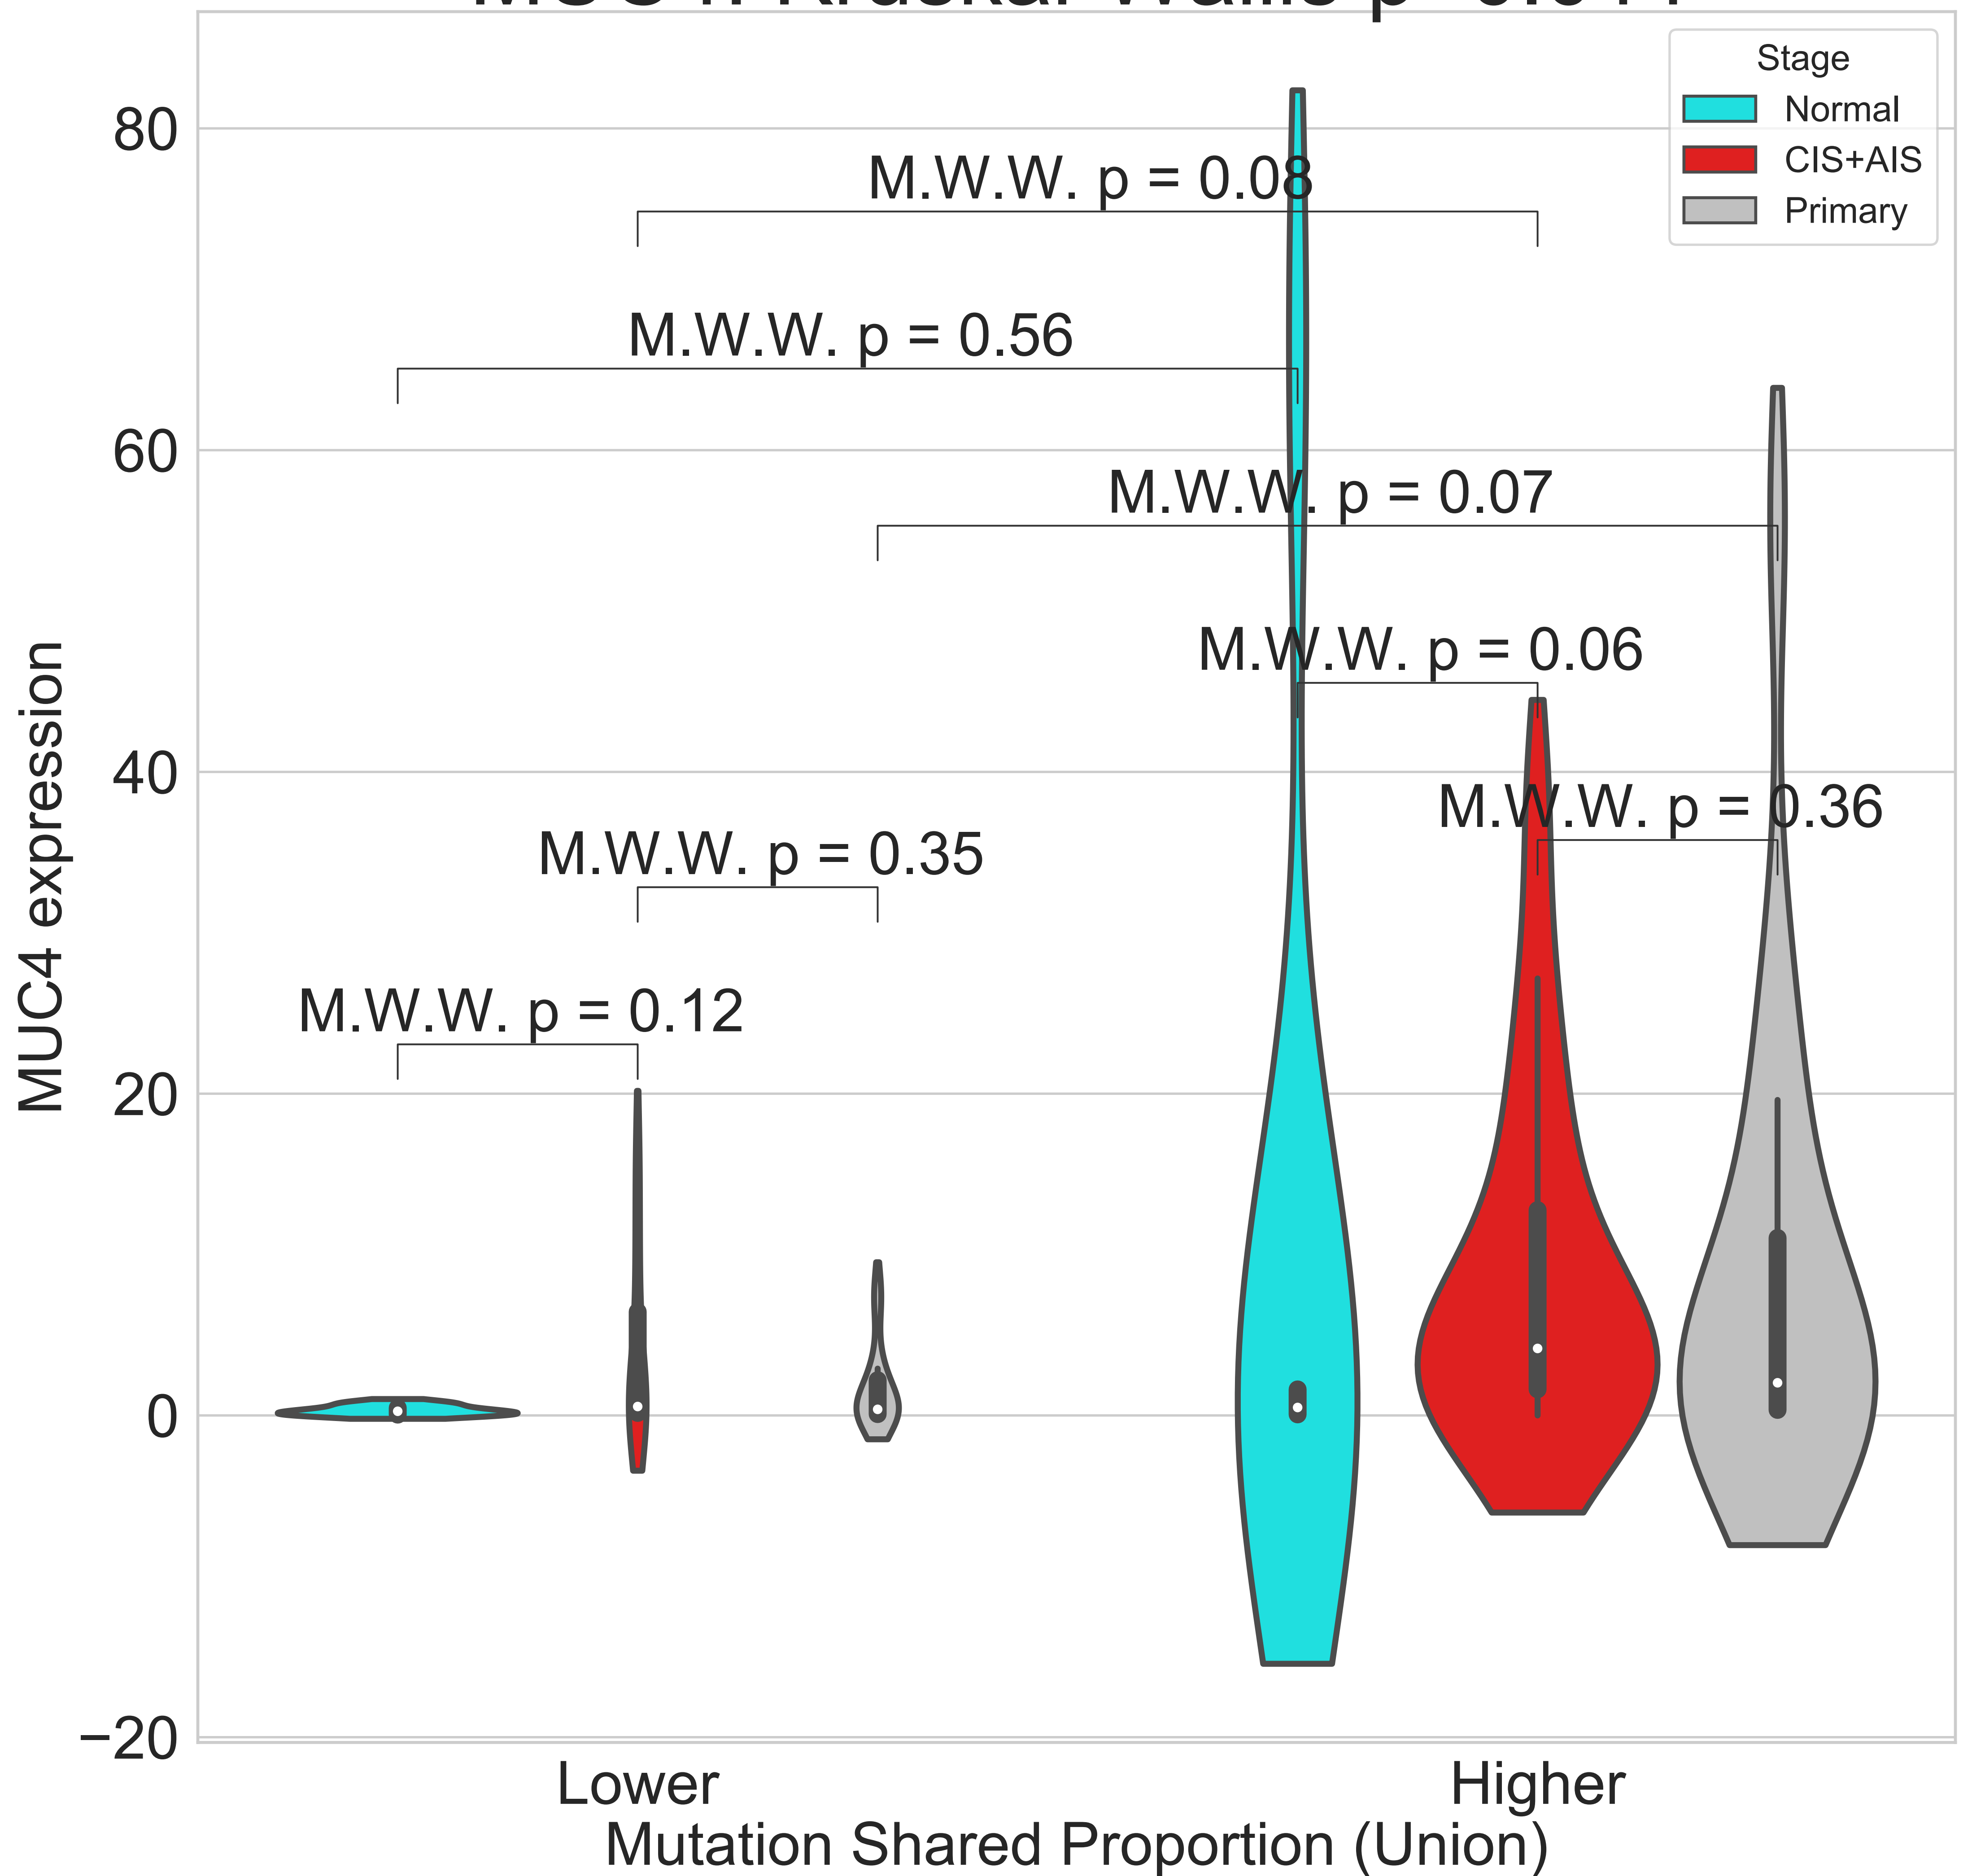 Stage
Normal
CIS+AIS
Primary
M.W.W. p = 0.08
M.W.W. p = 0.56
M.W.W. p = 0.07
M.W.W. p = 0.06
M.W.W. p = 0.36
M.W.W. p = 0.35
M.W.W. p = 0.12
80
60
40
20
0
−20
MUC4 expression
Lower
Higher
Mutation Shared Proportion (Union)